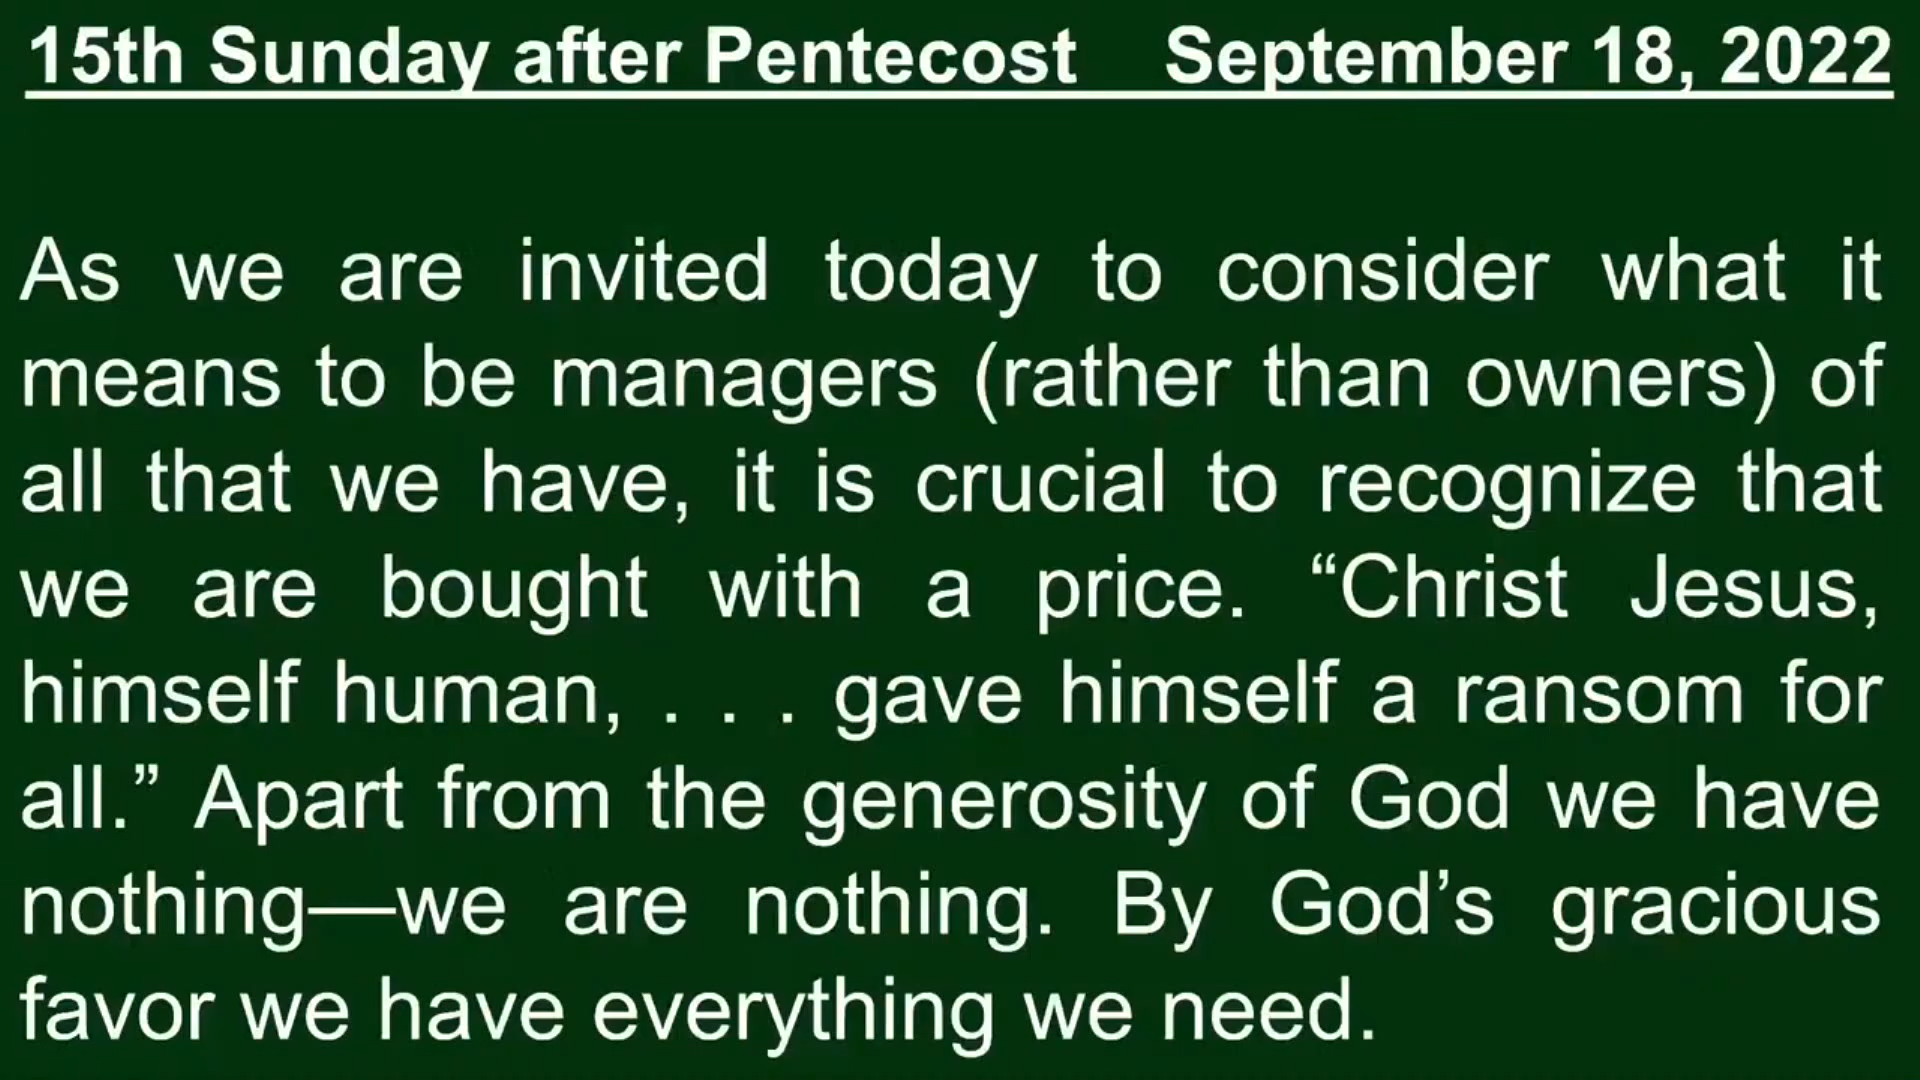 15th Sunday after Pentecost September 18, 2022
As we are invited today to consider what it
means to be managers (rather than owners) of
all that we have, it is crucial to recognize that
we are bought with a price. “Christ Jesus,
himself human, . . . gave himself a ransom for
all.” Apart from the generosity of God we have
nothing—we are nothing. By God’s gracious
favor we have everything we need.